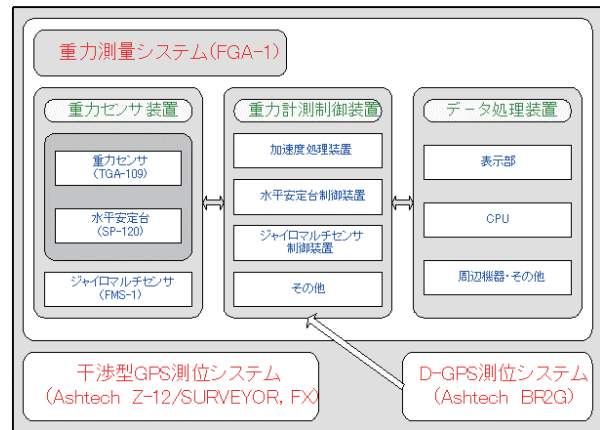 重力測量システム(FGA-1)
重力センサ装置
重力センサ
(TGA-109)
水平安定台
(SP-120)
ジャイロマルチセンサ
(FMS-1)
重力計測制御装置
加速度処理装置
水平安定台制御装置
ジャイロマルチセンサ
制御装置
その他
データ処理装置
表示部
CPU
周辺機器・その他
干渉型GPS測位システム
(Ashtech Z-12/SURVEYOR, FX)
D-GPS測位システム
(Ashtech BR2G)